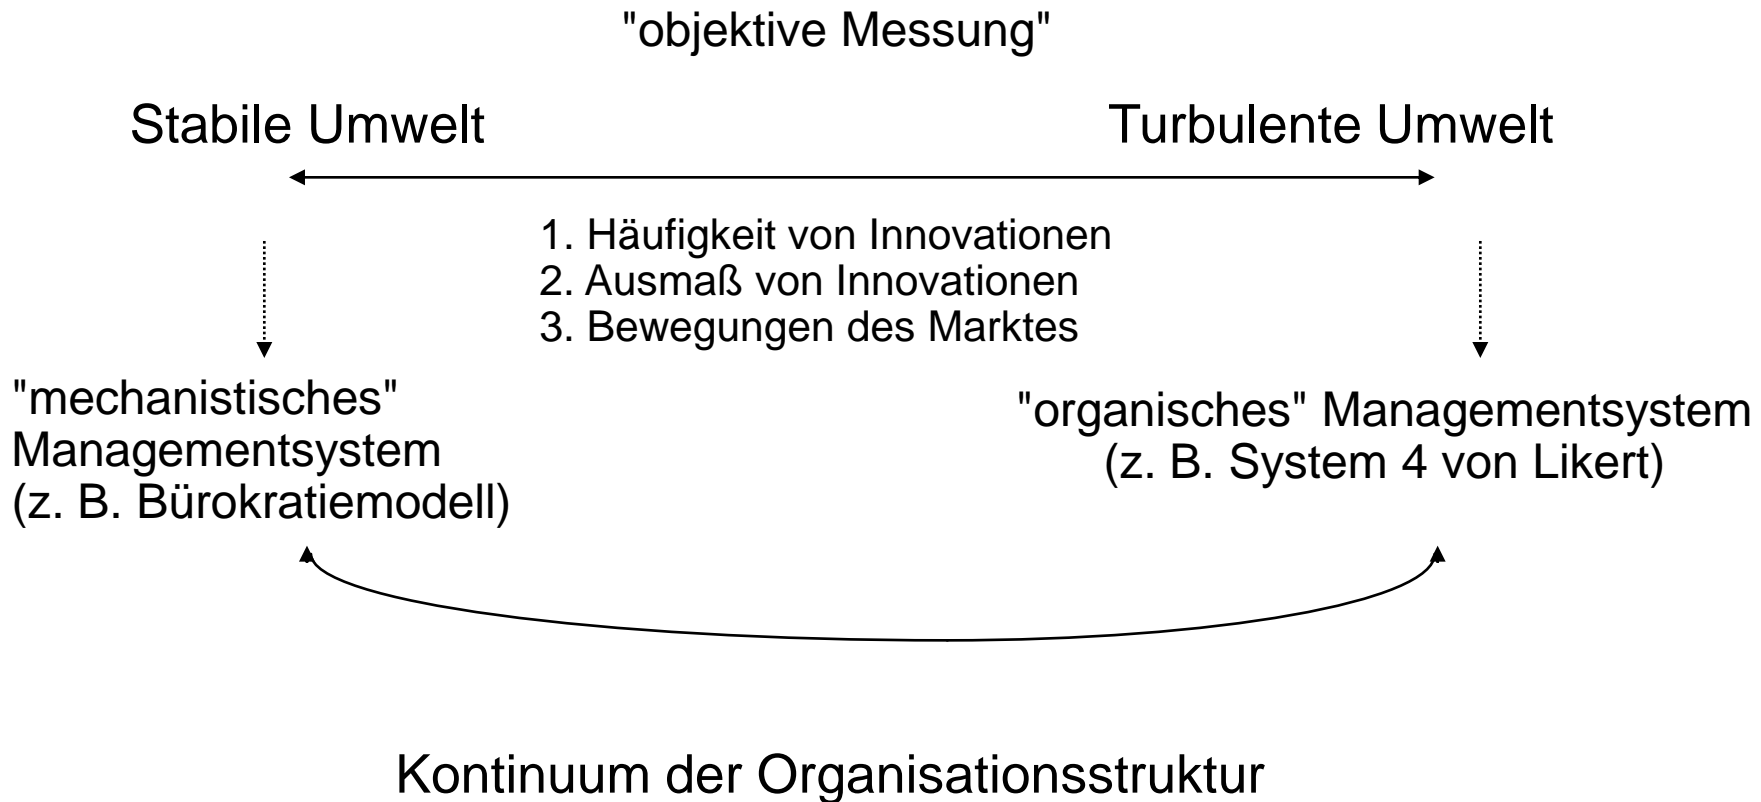 "objektive Messung"
Stabile Umwelt
Turbulente Umwelt
1. Häufigkeit von Innovationen
2. Ausmaß von Innovationen
3. Bewegungen des Marktes
"mechanistisches"
Managementsystem
(z. B. Bürokratiemodell)
"organisches" Managementsystem
(z. B. System 4 von Likert)
Kontinuum der Organisationsstruktur